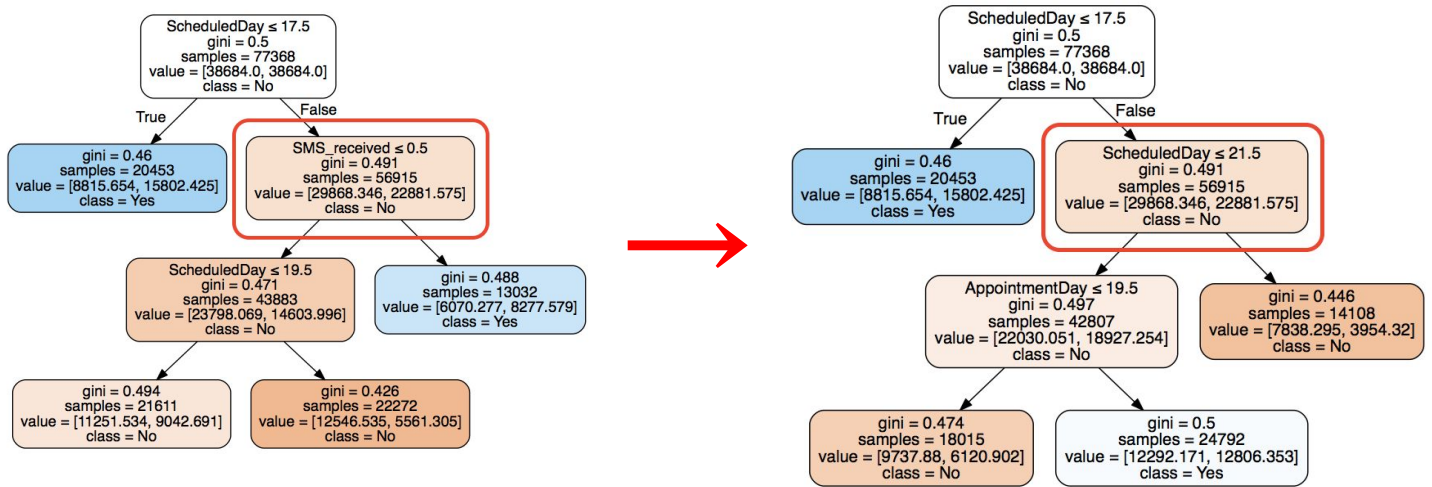 ScheduledDay ≤ 17.5
gini = 0.5
samples = 77368
value = [38684.0, 38684.0]
class = No
True
False
gini = 0.46
samples = 20453
value = [8815.654, 15802.425]
class = Yes
SMS_received ≤ 0.5
gini = 0.491
samples = 56915
value = [29868.346, 22881.575]
class = No
ScheduledDay ≤ 19.5
gini = 0.471
samples = 43883
value = [23798.069, 14603.996]
class = No
gini = 0.488
samples = 13032
value = [6070.277, 8277.579]
class = Yes
gini = 0.494
samples = 21611
value = [11251.534, 9042.691]
class = No
gini = 0.426
samples = 22272
value = [12546.535, 5561.305]
class = No
ScheduledDay ≤ 17.5
gini = 0.5
samples = 77368
value = [38684.0, 38684.0]
class = No
True
False
gini = 0.46
samples = 20453
value = [8815.654, 15802.425]
class = Yes
ScheduledDay ≤ 21.5
gini = 0.491
samples = 56915
value = [29868.346, 22881.575]
class = No
AppointmentDay ≤ 19.5
gini = 0.497
samples = 42807
value = [22030.051, 18927.254]
class = No
gini = 0.446
samples = 14108
value = [7838.295, 3954.32]
class = No
gini = 0.474
samples = 18015
value = [9737.88, 6120.902]
class = No
gini = 0.5
samples = 24792
value = [12292.171, 12806.353]
class = Yes